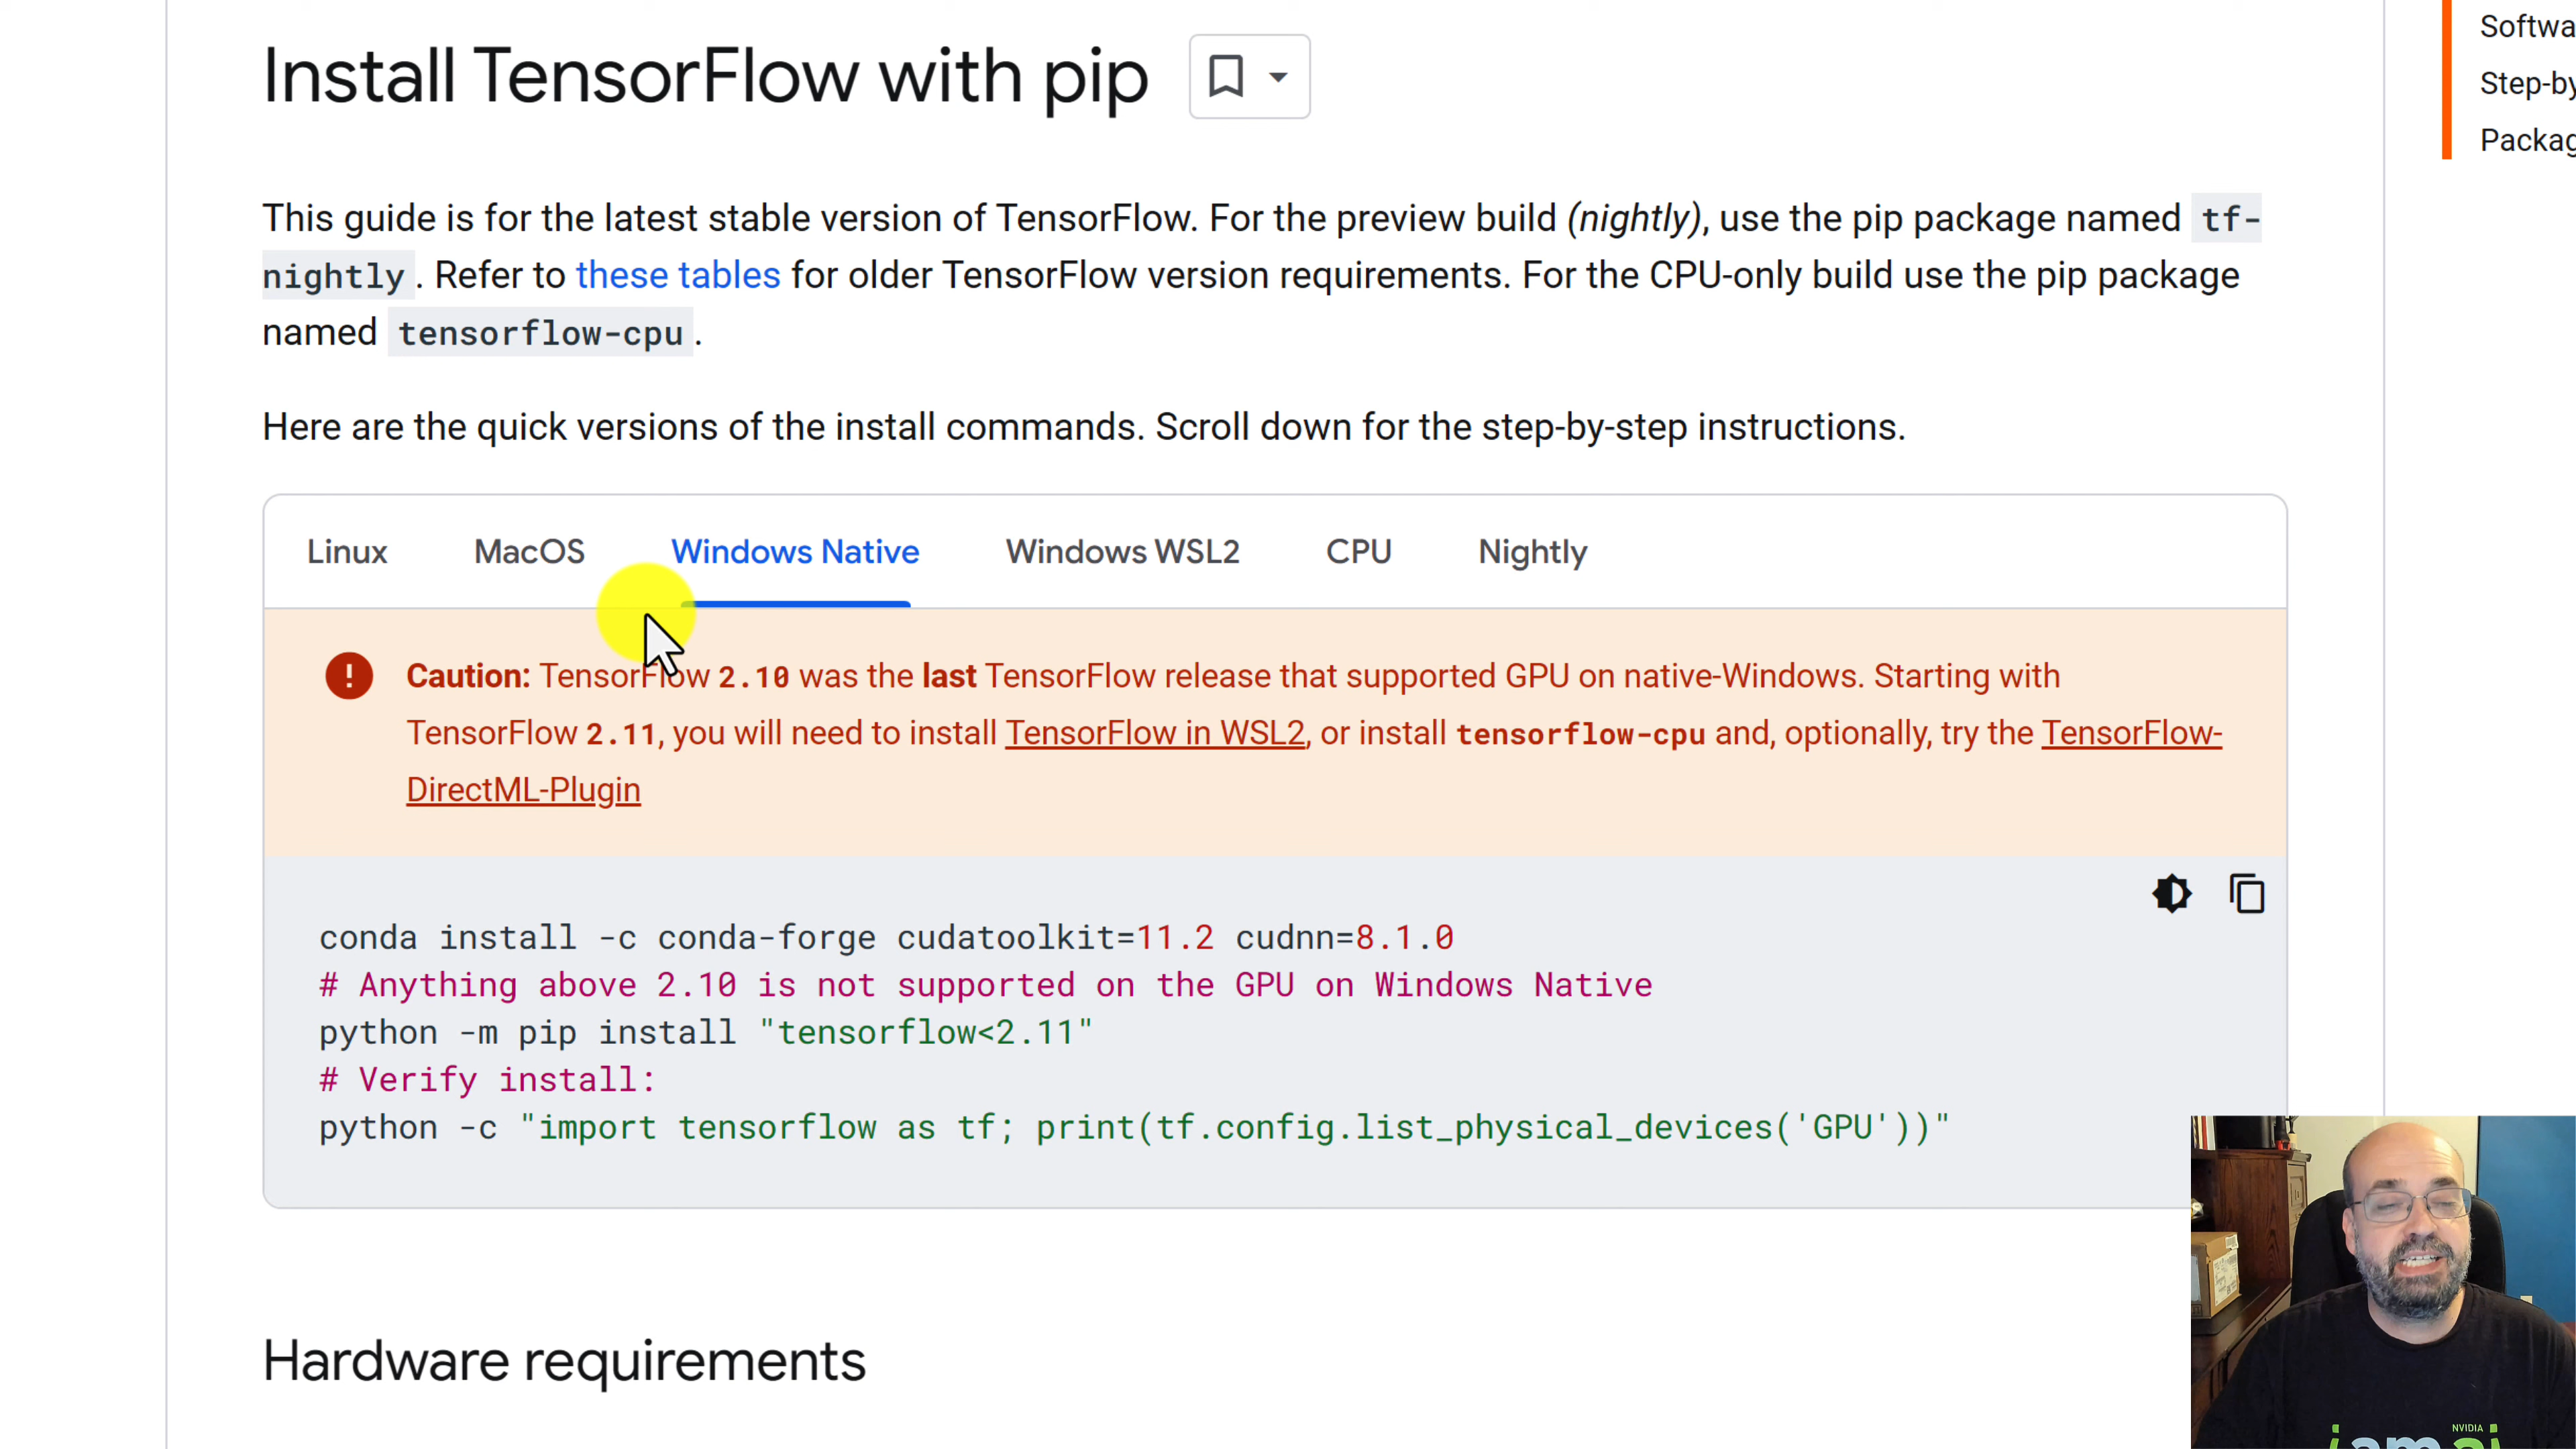 Install TensorFlow with pip
This guide is for the latest stable version of TensorFlow. For the preview build (nightly), use the pip package named tf-
nightly. Refer to these tables for older TensorFlow version requirements. For the CPU-only build use the pip package
named tensorflow-cpu.
Here are the quick versions of the install commands. Scroll down for the step-by-step instructions.
Linux MacOS Windows Native Windows WSL2 CPU Nightly
Caution: TensorFlow 2.10 was the last TensorFlow release that supported GPU on native-Windows. Starting with
TensorFlow 2.11, you will need to install TensorFlow in WSL2, or install tensorflow-cpu and, optionally, try the TensorFlow-
DirectML-Plugin
conda install -c conda-forge cudatoolkit=11.2 cudnn=8.1.0
# Anything above 2.10 is not supported on the GPU on Windows Native
python -m pip install "tensorflow<2.11"
# Verify install:
python -c "import tensorflow as tf; print(tf.config.list_physical_devices('GPU'))"
Hardware requirements
Softwa
Step-by
Packag
NVIDIA
i am ai